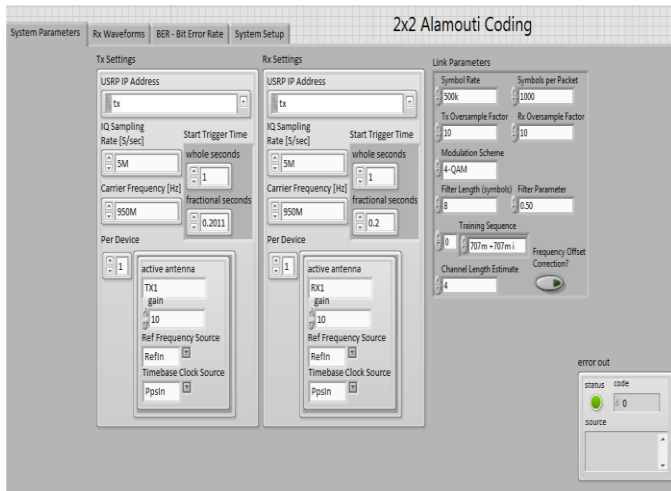 2x2 Alamouti Coding
System Parameters
Rx Waveforms
BER - Bit Error Rate
System Setup
Tx Settings
USRP IP Address
tx
IQ Sampling
Rate [S/sec]
5M
Carrier Frequency [Hz]
950M
Start Trigger Time
whole seconds
1
fractional seconds
0.2011
Per Device
1
active antenna
TX1
gain
10
Ref Frequency Source
RefIn
Timebase Clock Source
PpsIn
Rx Settings
USRP IP Address
tx
IQ Sampling
Rate [S/sec]
5M
Carrier Frequency [Hz]
950M
Start Trigger Time
whole seconds
1
fractional seconds
0.2
Per Device
1
active antenna
RX1
gain
10
Ref Frequency Source
RefIn
Timebase Clock Source
PpsIn
Link Parameters
Symbol Rate
500k
Symbols per Packet
1000
Tx Oversample Factor
10
Rx Oversample Factor
10
Modulation Scheme
4-QAM
Filter Length (symbols)
8
Filter Parameter
0.50
Training Sequence
0
707m +707m i
Frequency Offset
Correction?
Channel Length Estimate
4
error out
status
code
d 0
source